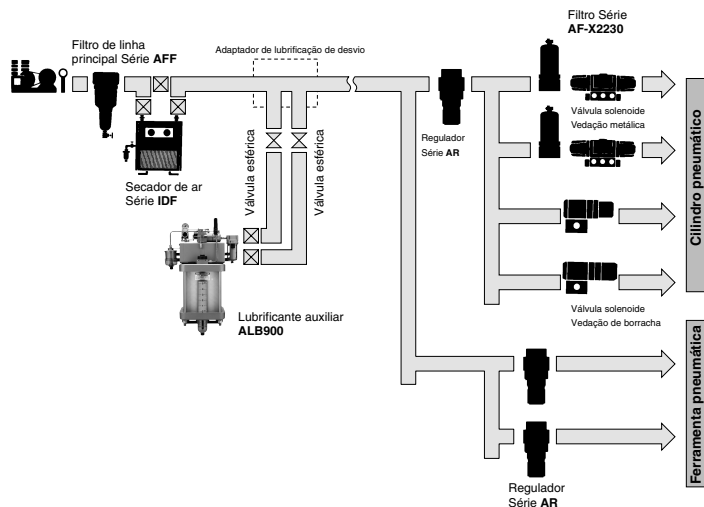 Filtro de linha
principal Série AFF
Adaptador de lubrificação de desvio
Filtro Série
AF-X2230
Válvula solenoide
Vedação metálica
Regulador
Série AR
Secador de ar
Série IDF
Válvula esférica
Válvula esférica
Lubrificante auxiliar
ALB900
Válvula solenoide
Vedação de borracha
Cilindro pneumático
Ferramenta pneumática
Regulador
Série AR